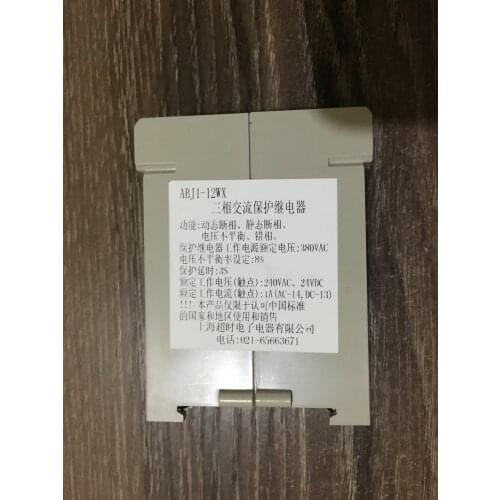 ABJ1-12WX
三相交流保护继电器
功能:动态断相、静态断相、
电压不平衡、错相。
保护继电器工作电源额定电压:380VAC
电压不平衡率设定:8%
保护延时:3S
额定工作电压(触点):240VAC、24VDC
额定工作电流(触点):1A(AC-14,DC-13)
!!! 本产品仅限于认可中国标准
的国家和地区使用和销售
上海超时电子电器有限公司
电话:021-65663671